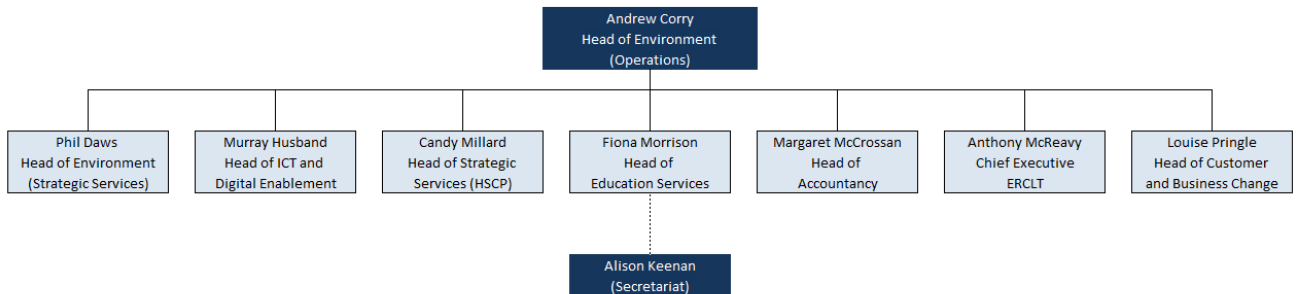 Andrew Corry
Head of Environment
(Operations)
Phil Daws
Head of Environment
(Strategic Services)
Murray Husband
Head of ICT and
Digital Enablement
Candy Millard
Head of Strategic
Services (HSCP)
Fiona Morrison
Head of
Education Services
Margaret McCrossan
Head of
Accountancy
Anthony McReavy
Chief Executive
ERCLT
Louise Pringle
Head of Customer
and Business Change
Alison Keenan
(Secretariat)